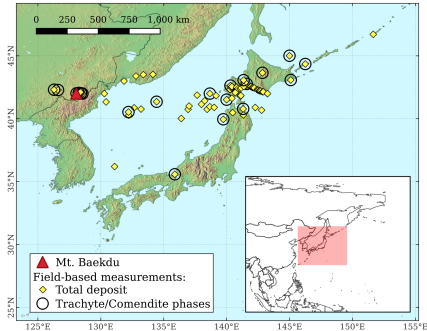 0 250 500 750 1,000 km
45°N
40°N
35°N
30°N
25°N
125°E 130°E 135°E 140°E 145°E 150°E 155°E
Mt. Baekdu
Field-based measurements:
Total deposit
Trachyte/Comendite phases